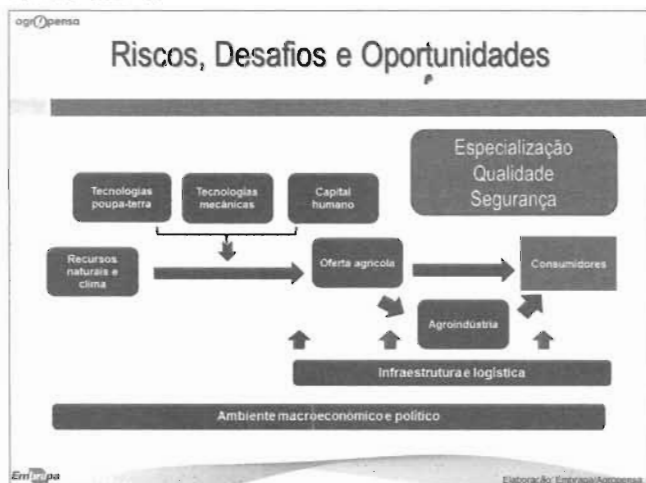 agropensa
Riscos, Desafios e Oportunidades
Especialização
Qualidade
Segurança
Tecnologias
poupa-terra
Tecnologias
mecânicas
Capital
humano
Recursos
naturais e
clima
Oferta agrícola
Consumidores
Agroindústria
Infraestrutura e logística
Ambiente macroeconômico e político
Embrapa
Elaboração: Embrapa/Agropensa